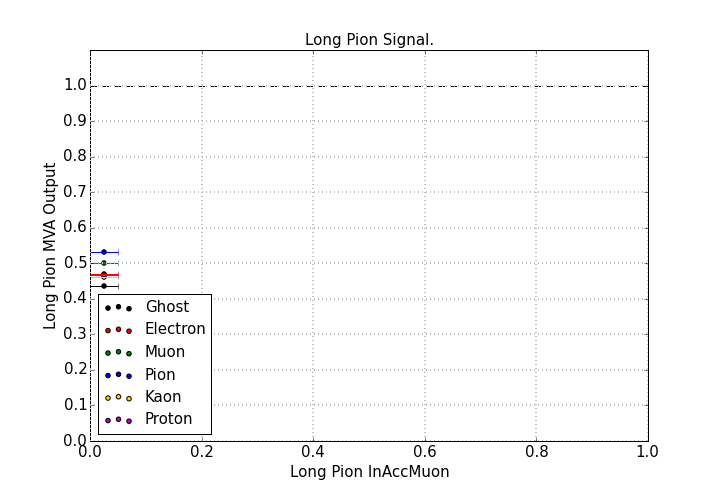 Long Pion Signal.
Long Pion MVA Output
1.0
0.9
0.8
0.7
0.6
0.5
0.4
0.3
0.2
0.1
0.0
Ghost
Electron
Muon
Pion
Kaon
Proton
0.0 0.2 0.4 0.6 0.8 1.0
Long Pion InAccMuon